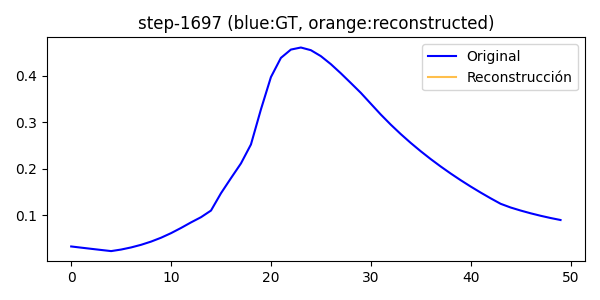 step-1697 (blue:GT, orange:reconstructed)
Original
Reconstrucción
0.4
0.3
0.2
0.1
0 10 20 30 40 50